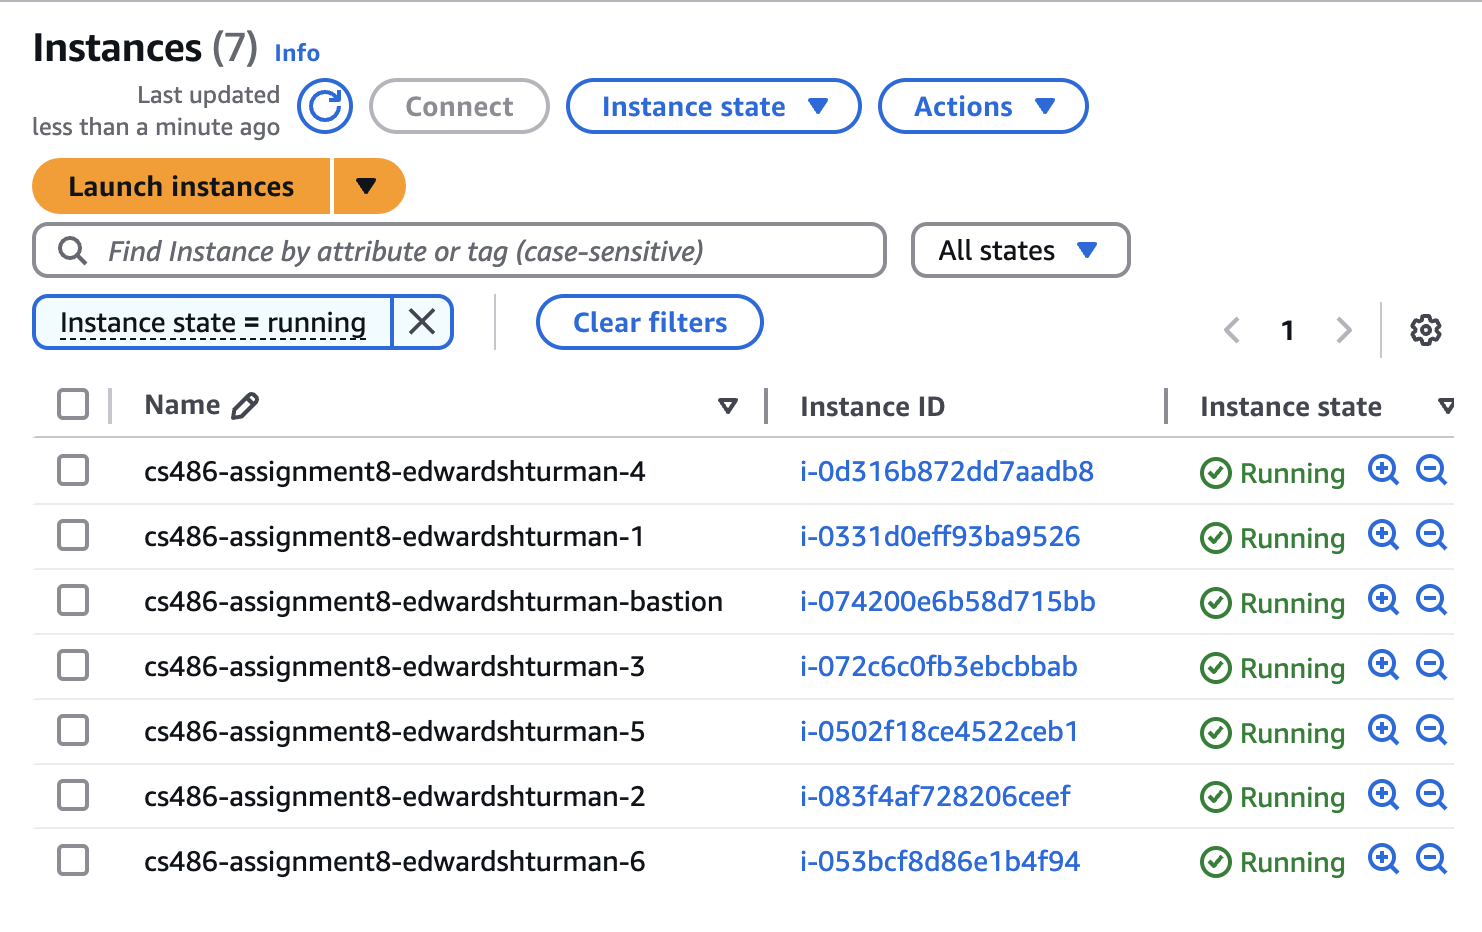 Instances (7) Info
Last updated
less than a minute ago
Connect
Instance state
Actions
Launch instances
Find Instance by attribute or tag (case-sensitive)
All states
Instance state = running
Clear filters
1
Name Instance ID Instance state
cs486-assignment8-edwardshturman-4 i-0d316b872dd7aadb8 Running
cs486-assignment8-edwardshturman-1 i-0331d0eff93ba9526 Running
cs486-assignment8-edwardshturman-bastion i-074200e6b58d715bb Running
cs486-assignment8-edwardshturman-3 i-072c6c0fb3ebcbbab Running
cs486-assignment8-edwardshturman-5 i-0502f18ce4522ceb1 Running
cs486-assignment8-edwardshturman-2 i-083f4af728206ceef Running
cs486-assignment8-edwardshturman-6 i-053bcf8d86e1b4f94 Running